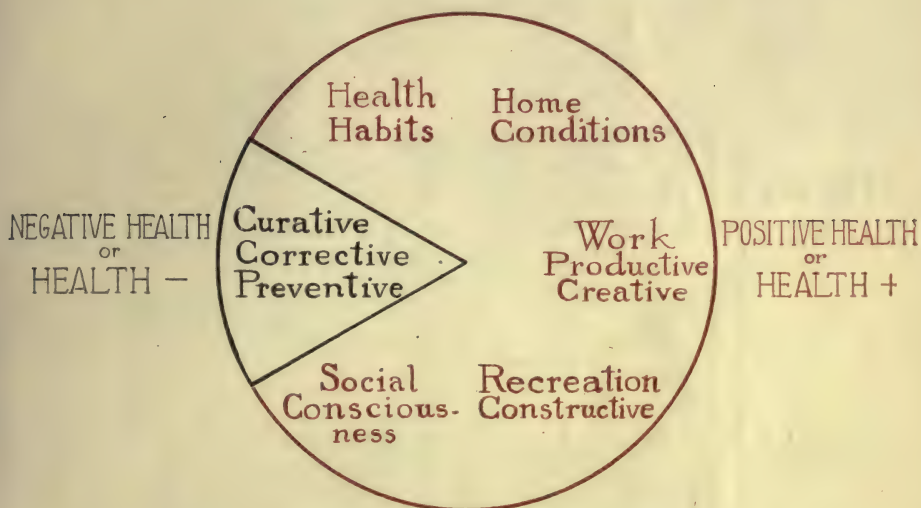 Health
Habits
Home
Conditions
NEGATIVE HEALTH
or
HEALTH –
Curative
Corrective
Preventive
Work
Productive
Creative
POSITIVE HEALTH
or
HEALTH +
Social
Conscious-
ness
Recreation
Constructive